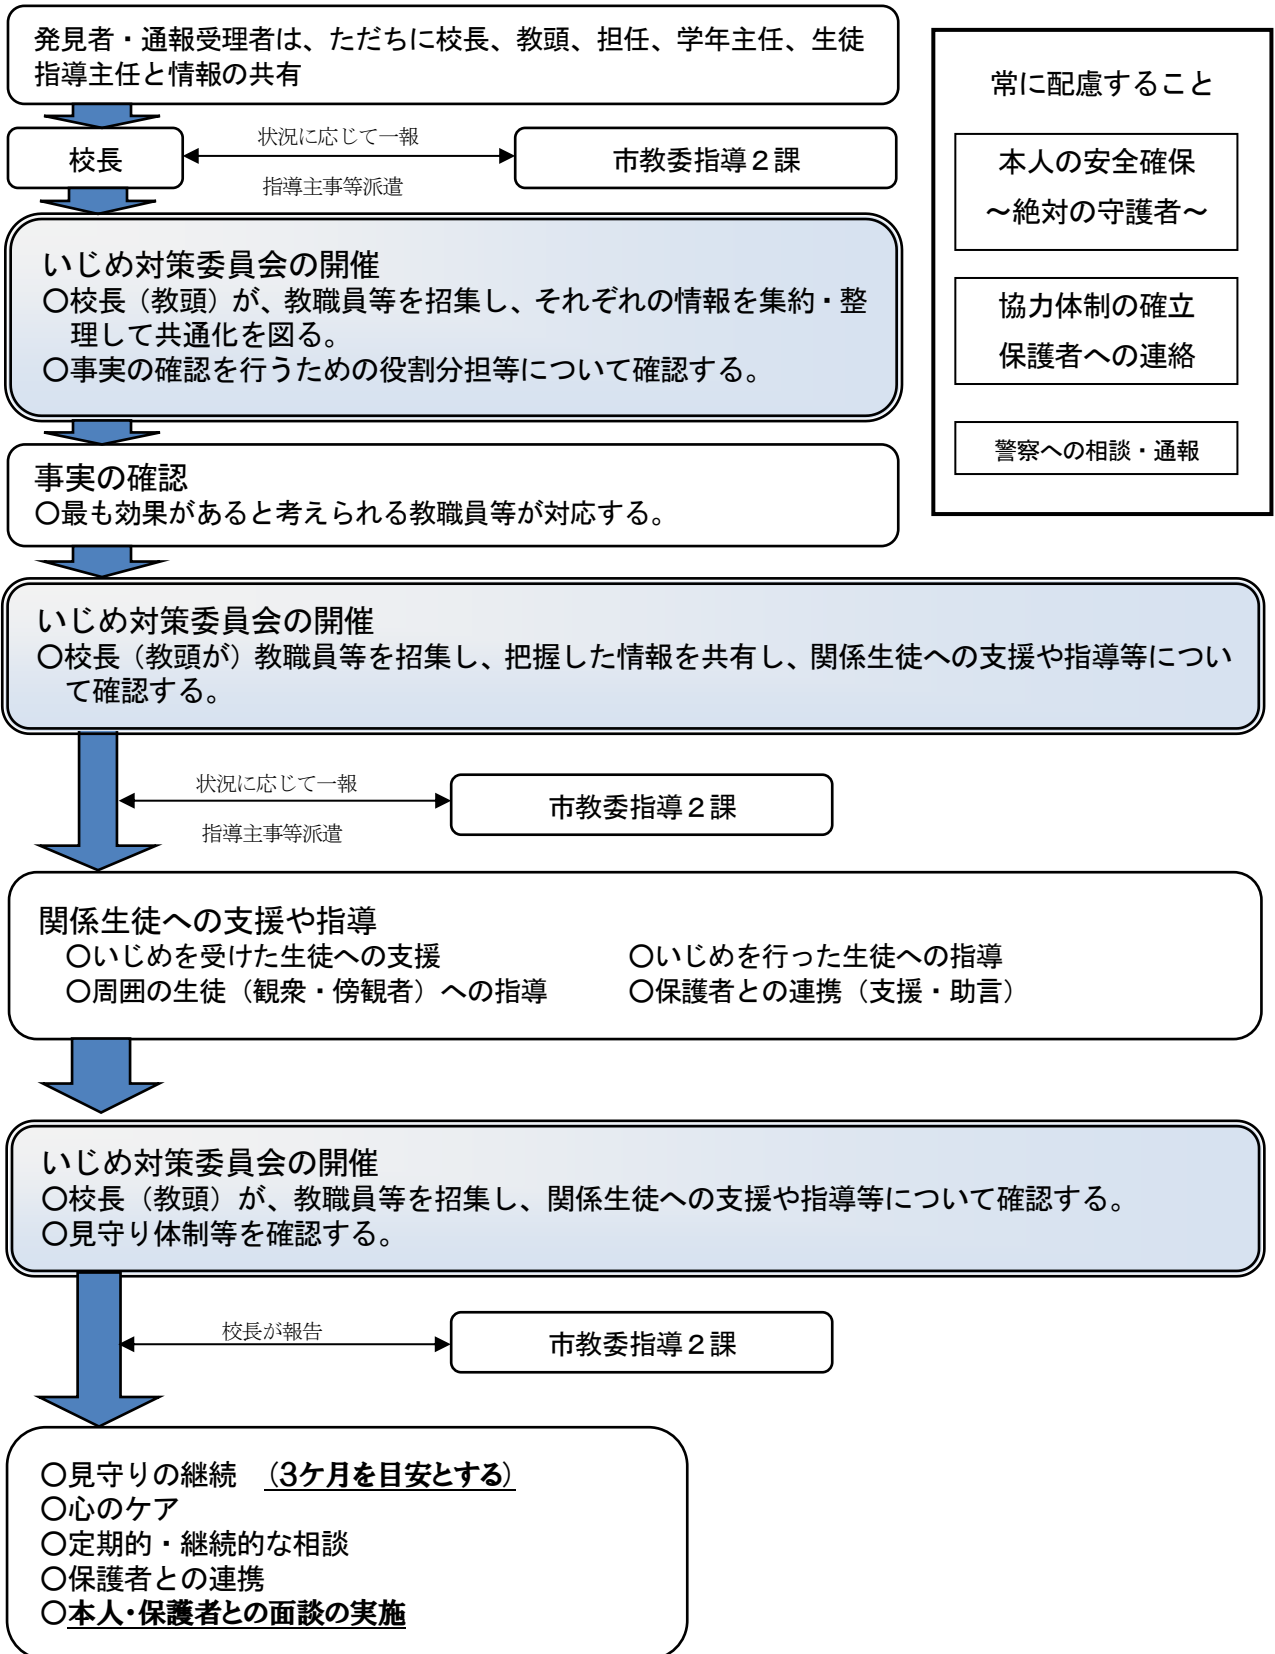 発見者・通報受理者は、ただちに校長、教頭、担任、学年主任、生徒
指導主任と情報の共有
校長
状況に応じて一報
指導主事等派遣
市教委指導２課
いじめ対策委員会の開催
○校長（教頭）が、教職員等を招集し、それぞれの情報を集約・整
理して共通化を図る。
○事実の確認を行うための役割分担等について確認する。
事実の確認
○最も効果があると考えられる教職員等が対応する。
常に配慮すること
本人の安全確保
～絶対の守護者～
協力体制の確立
保護者への連絡
警察への相談・通報
いじめ対策委員会の開催
○校長（教頭が）教職員等を招集し、把握した情報を共有し、関係生徒への支援や指導等につい
て確認する。
状況に応じて一報
指導主事等派遣
市教委指導２課
関係生徒への支援や指導
○いじめを受けた生徒への支援　○いじめを行った生徒への指導
○周囲の生徒（観衆・傍観者）への指導　○保護者との連携（支援・助言）
いじめ対策委員会の開催
○校長（教頭）が、教職員等を招集し、関係生徒への支援や指導等について確認する。
○見守り体制等を確認する。
校長が報告
市教委指導２課
○見守りの継続　（3ケ月を目安とする）
○心のケア
○定期的・継続的な相談
○保護者との連携
○本人・保護者との面談の実施